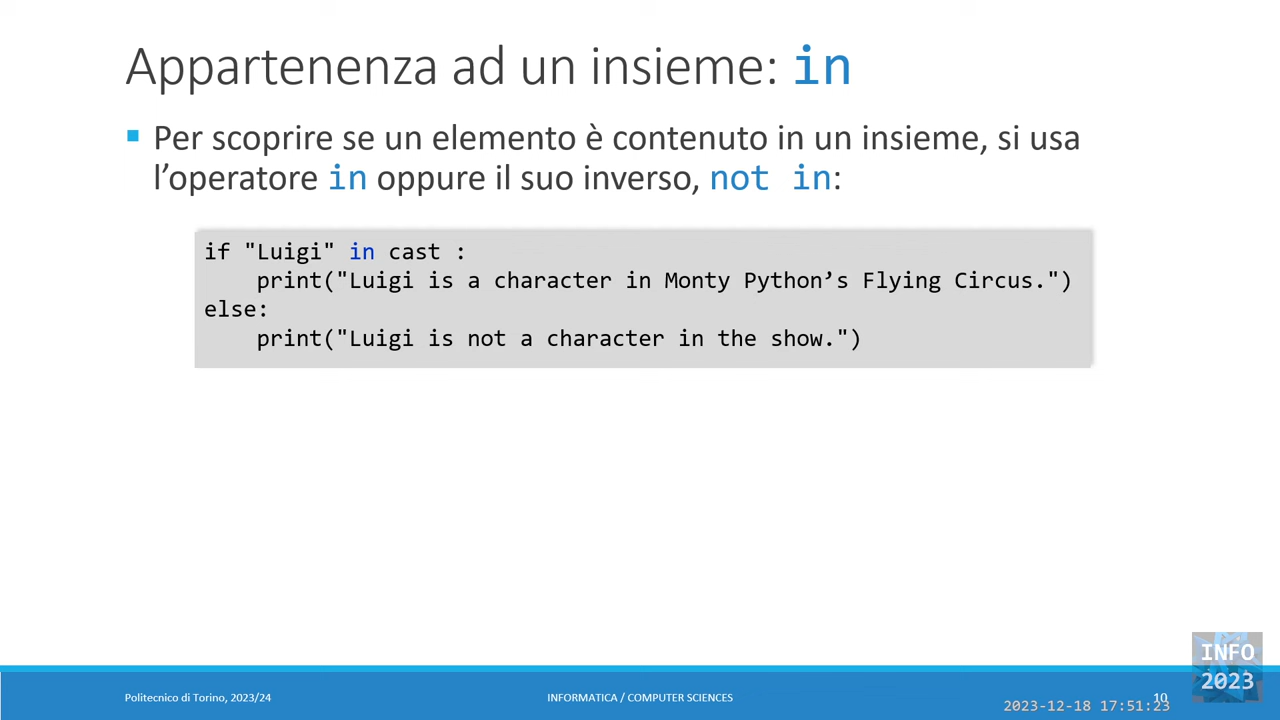 Appartenenza ad un insieme: in
▪ Per scoprire se un elemento è contenuto in un insieme, si usa
l’operatore in oppure il suo inverso, not in:
if "Luigi" in cast :
    print("Luigi is a character in Monty Python’s Flying Circus.")
else:
    print("Luigi is not a character in the show.")
Politecnico di Torino, 2023/24
INFORMATICA / COMPUTER SCIENCES
10
INFO
2023
2023-12-18 17:51:23